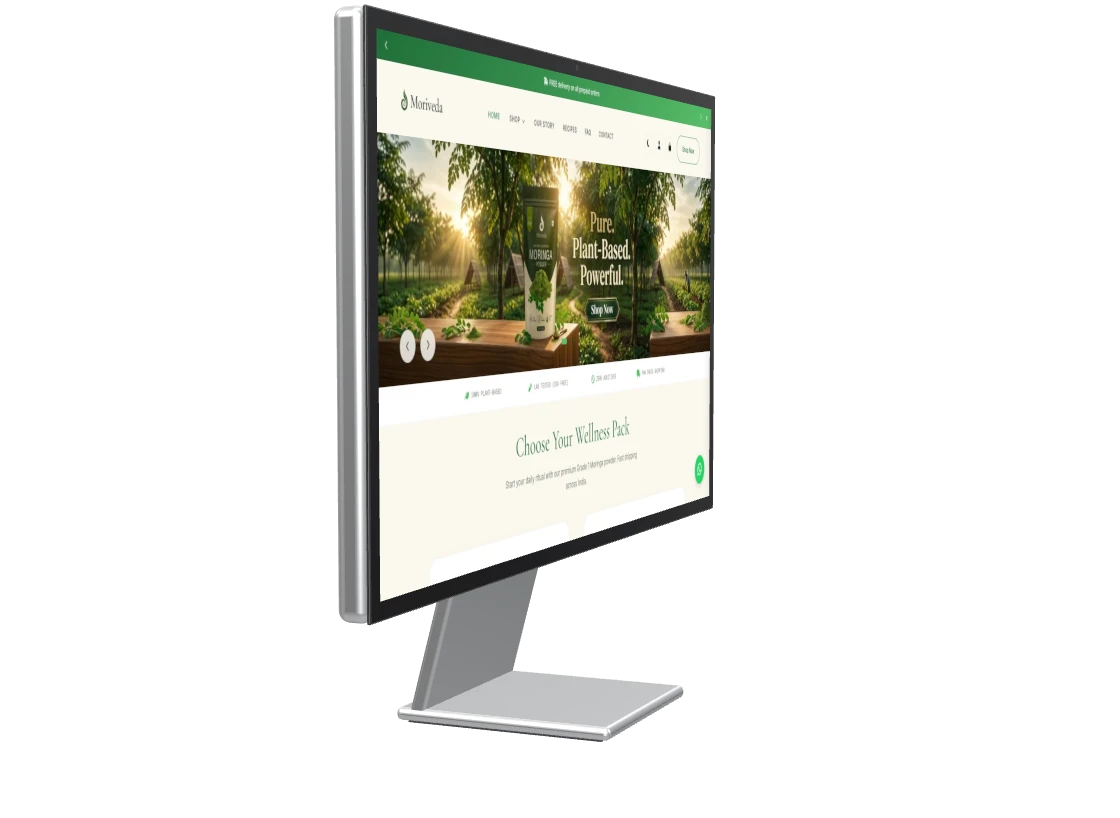 FREE delivery on all prepaid orders
Moriveda
HOME SHOP OUR STORY RECIPES FAQ CONTACT
Shop Now
MORINGA
Pure.
Plant-Based.
Powerful.
Shop Now
100% PLANT-BASED
Choose Your Wellness Pack
Start your daily ritual with our premium Grade 1 Moringa powder. Fast shipping
across India.